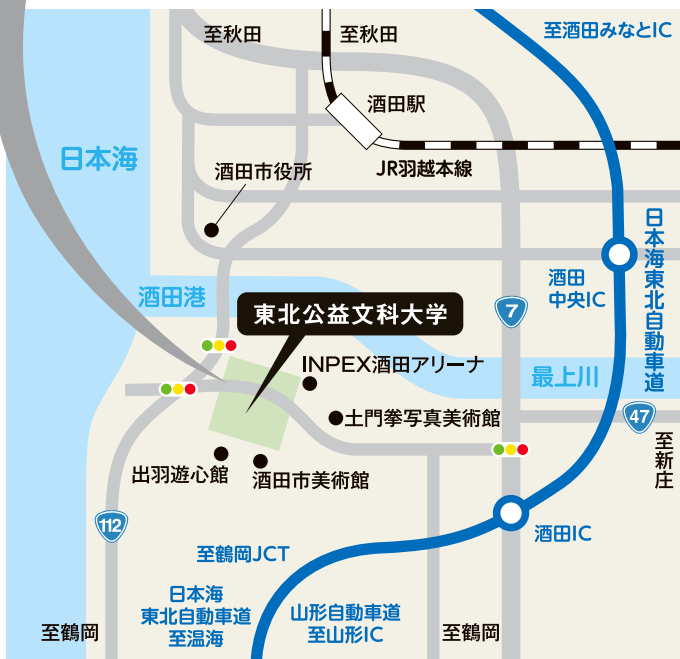 至秋田
至秋田
至酒田みなとIC
酒田駅
日本海
酒田市役所
JR羽越本線
日本海東北自動車道
酒田港
酒田
中央IC
東北公益文科大学
7
INPEX酒田アリーナ
最上川
土門拳写真美術館
47
至新庄
出羽遊心館
酒田市美術館
112
酒田IC
至鶴岡JCT
日本海
東北自動車道
至温海
山形自動車道
至山形IC
至鶴岡
至鶴岡